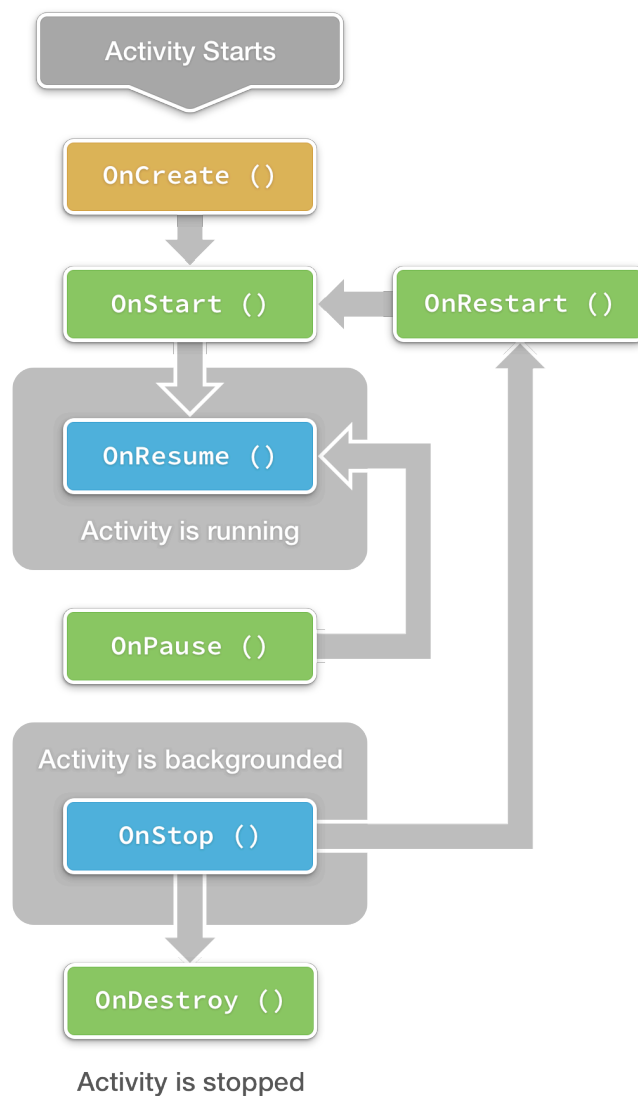 Activity Starts
OnCreate ()
OnStart ()
OnRestart ()
OnResume ()
Activity is running
OnPause ()
Activity is backgrounded
OnStop ()
OnDestroy ()
Activity is stopped